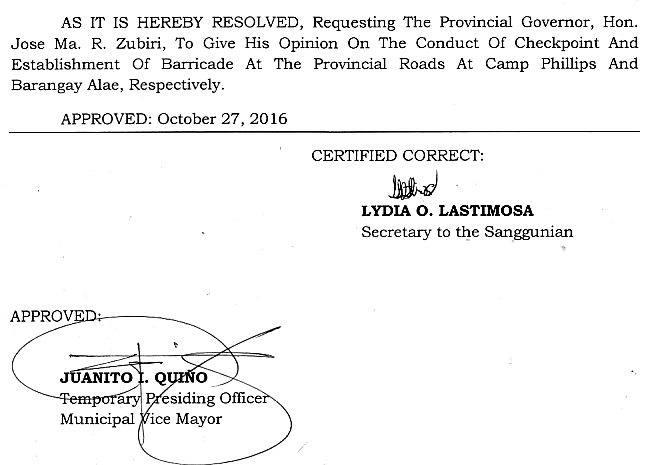 AS IT IS HEREBY RESOLVED, Requesting The Provincial Governor, Hon.
Jose Ma. R. Zubiri, To Give His Opinion On The Conduct Of Checkpoint And
Establishment Of Barricade At The Provincial Roads At Camp Phillips And
Barangay Alae, Respectively.
APPROVED: October 27, 2016
CERTIFIED CORRECT:
LYDIA O. LASTIMOSA
Secretary to the Sanggunian
APPROVED:
JUANITO I. QUIÑO
Temporary Presiding Officer
Municipal Vice Mayor